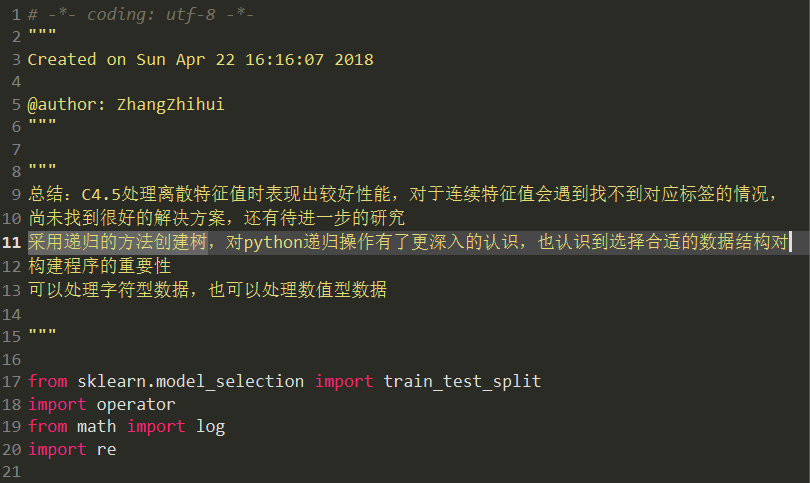 1 # -*- coding: utf-8 -*-
2 """
3 Created on Sun Apr 22 16:16:07 2018
4
5 @author: ZhangZhihui
6 """
7
8 """
9 总结：C4.5处理离散特征值时表现出较好性能，对于连续特征值会遇到找不到对应标签的情况，
10 尚未找到很好的解决方案，还有待进一步的研究
11 采用递归的方法创建树，对python递归操作有了更深入的认识，也认识到选择合适的数据结构对
12 构建程序的重要性
13 可以处理字符型数据，也可以处理数值型数据
14
15 """
16
17 from sklearn.model_selection import train_test_split
18 import operator
19 from math import log
20 import re
21